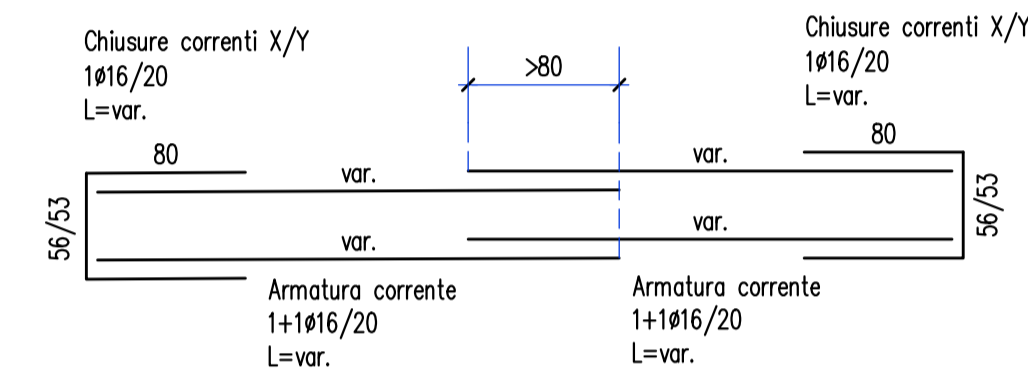 Chiusure correnti X/Y
1ø16/20
L=var.
Chiusure correnti X/Y
1ø16/20
L=var.
>80
80
80
var.
var.
56/53
56/53
var.
var.
Armatura corrente
1+1ø16/20
L=var.
Armatura corrente
1+1ø16/20
L=var.